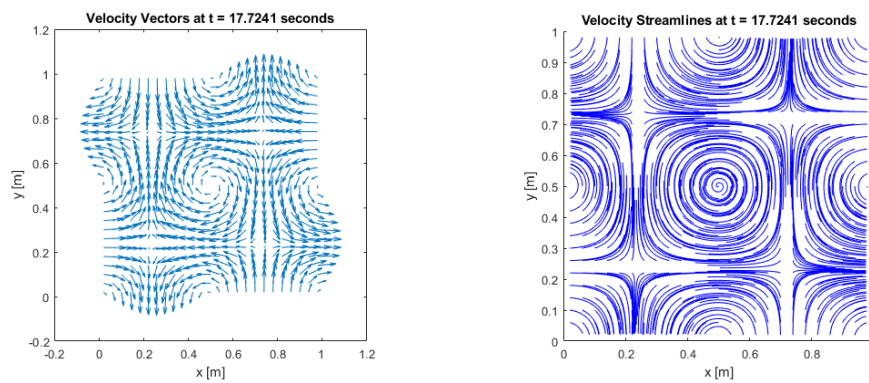 Velocity Vectors at t = 17.7241 seconds
1.2
1
0.8
0.6
0.4
0.2
0
-0.2
y [m]
-0.2 0 0.2 0.4 0.6 0.8 1 1.2
x [m]
Velocity Streamlines at t = 17.7241 seconds
1
0.9
0.8
0.7
0.6
0.5
0.4
0.3
0.2
0.1
0
y [m]
0 0.2 0.4 0.6 0.8
x [m]